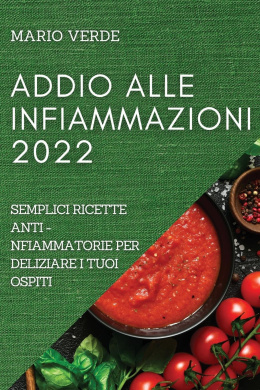 MARIO VERDE
ADDIO ALLE
INFIAMMAZIONI
2022
SEMPLICI RICETTE
ANTI -
NFIAMMATORIE PER
DELIZIARE I TUOI
OSPITI